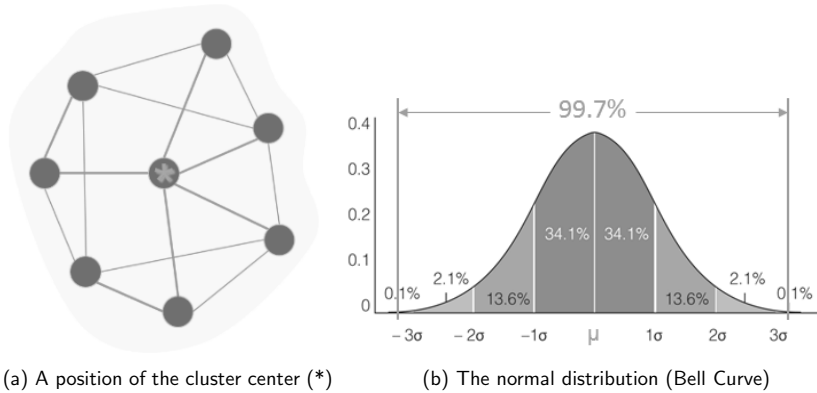 *
99.7%
0.4
0.3
0.2
0.1
0
34.1% 34.1%
2.1% 2.1%
0.1% 13.6% 13.6% 0.1%
−3σ −2σ -1σ μ 1σ 2σ 3σ
(a) A position of the cluster center (*)
(b) The normal distribution (Bell Curve)